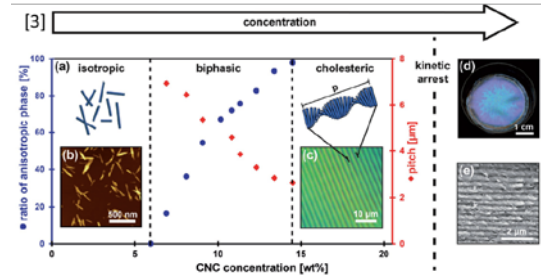 [3]
concentration
(a) isotropic
biphasic
cholesteric
kinetic
arrest
(d)
1 cm
(b)
500 nm
p
(c)
10 µm
(e)
2 µm
ratio of anisotropic phase [%]
100
80
60
40
20
0
pitch [µm]
8
6
4
2
0
0
5
10
15
20
CNC concentration [wt%]